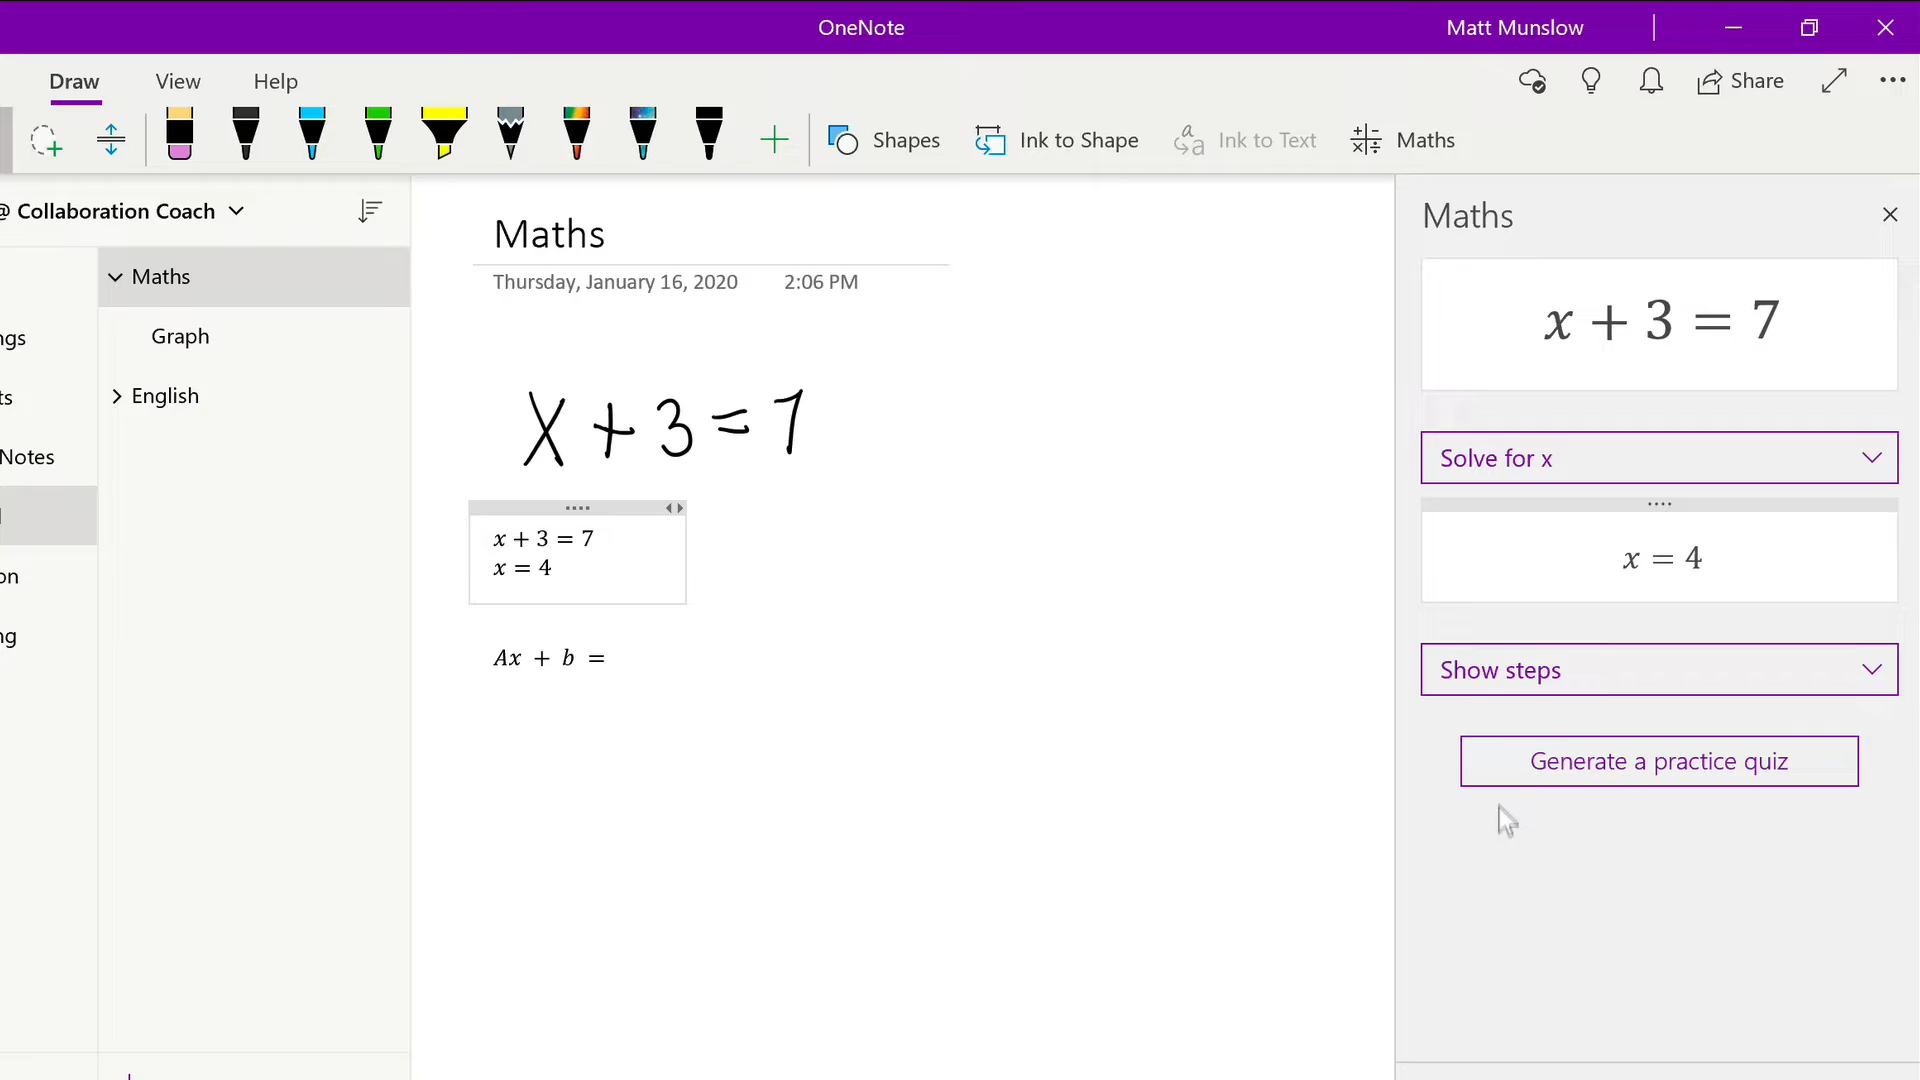 OneNote
Matt Munslow
Draw View Help
Share
Shapes
Ink to Shape
Ink to Text
Maths
@ Collaboration Coach
Maths
Graph
English
ngs
ts
Notes
on
ng
Maths
Thursday, January 16, 2020 2:06 PM
X + 3 = 7
x + 3 = 7
x = 4
Ax + b =
Maths
x + 3 = 7
Solve for x
x = 4
Show steps
Generate a practice quiz